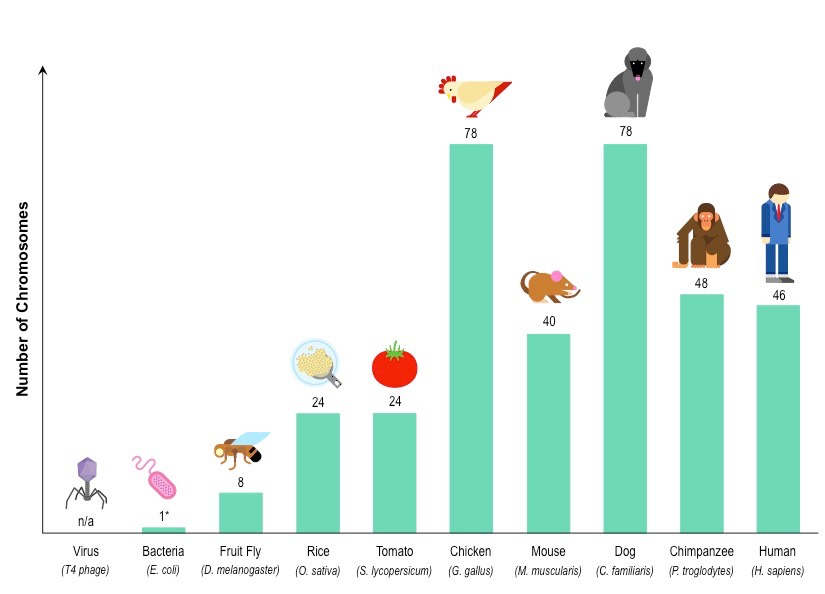 Number of Chromosomes
n/a
1*
8
24
24
78
40
78
48
46
Virus
(T4 phage)
Bacteria
(E. coli)
Fruit Fly
(D. melanogaster)
Rice
(O. sativa)
Tomato
(S. lycopersicum)
Chicken
(G. gallus)
Mouse
(M. muscularis)
Dog
(C. familiaris)
Chimpanzee
(P. troglodytes)
Human
(H. sapiens)